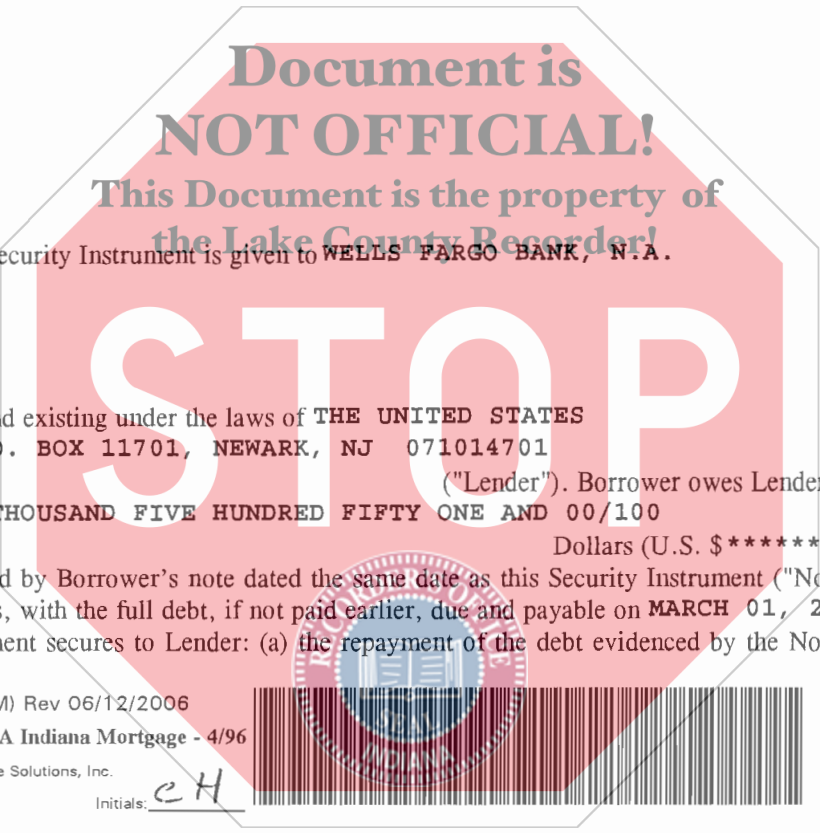 Document is
NOT OFFICIAL!
This Document is the property of
the Lake County Recorder!
ecurity Instrument is given to WELLS FARGO BANK, N.A.
STOP
d existing under the laws of THE UNITED STATES
. BOX 11701, NEWARK, NJ 071014701
("Lender"). Borrower owes Lender
THOUSAND FIVE HUNDRED FIFTY ONE AND 00/100
Dollars (U.S. $******
d by Borrower's note dated the same date as this Security Instrument ("No
s, with the full debt, if not paid earlier, due and payable on MARCH 01, 2
ent secures to Lender: (a) the repayment of the debt evidenced by the No
RECORDER'S OFFICE
SEAL
INDIANA
M) Rev 06/12/2006
A Indiana Mortgage - 4/96
e Solutions, Inc.
Initials: CH